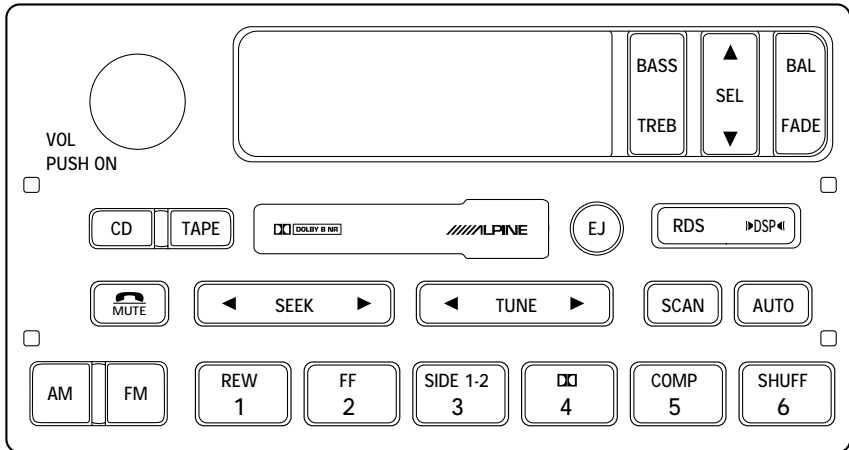 BASS
TREB
▲
SEL
▼
BAL
FADE
VOL
PUSH ON
CD
TAPE
DOLBY B NR
ALPINE
EJ
RDS
DSP
MUTE
◀ SEEK ▶
◀ TUNE ▶
SCAN
AUTO
AM
FM
REW
1
FF
2
SIDE 1-2
3
4
COMP
5
SHUFF
6